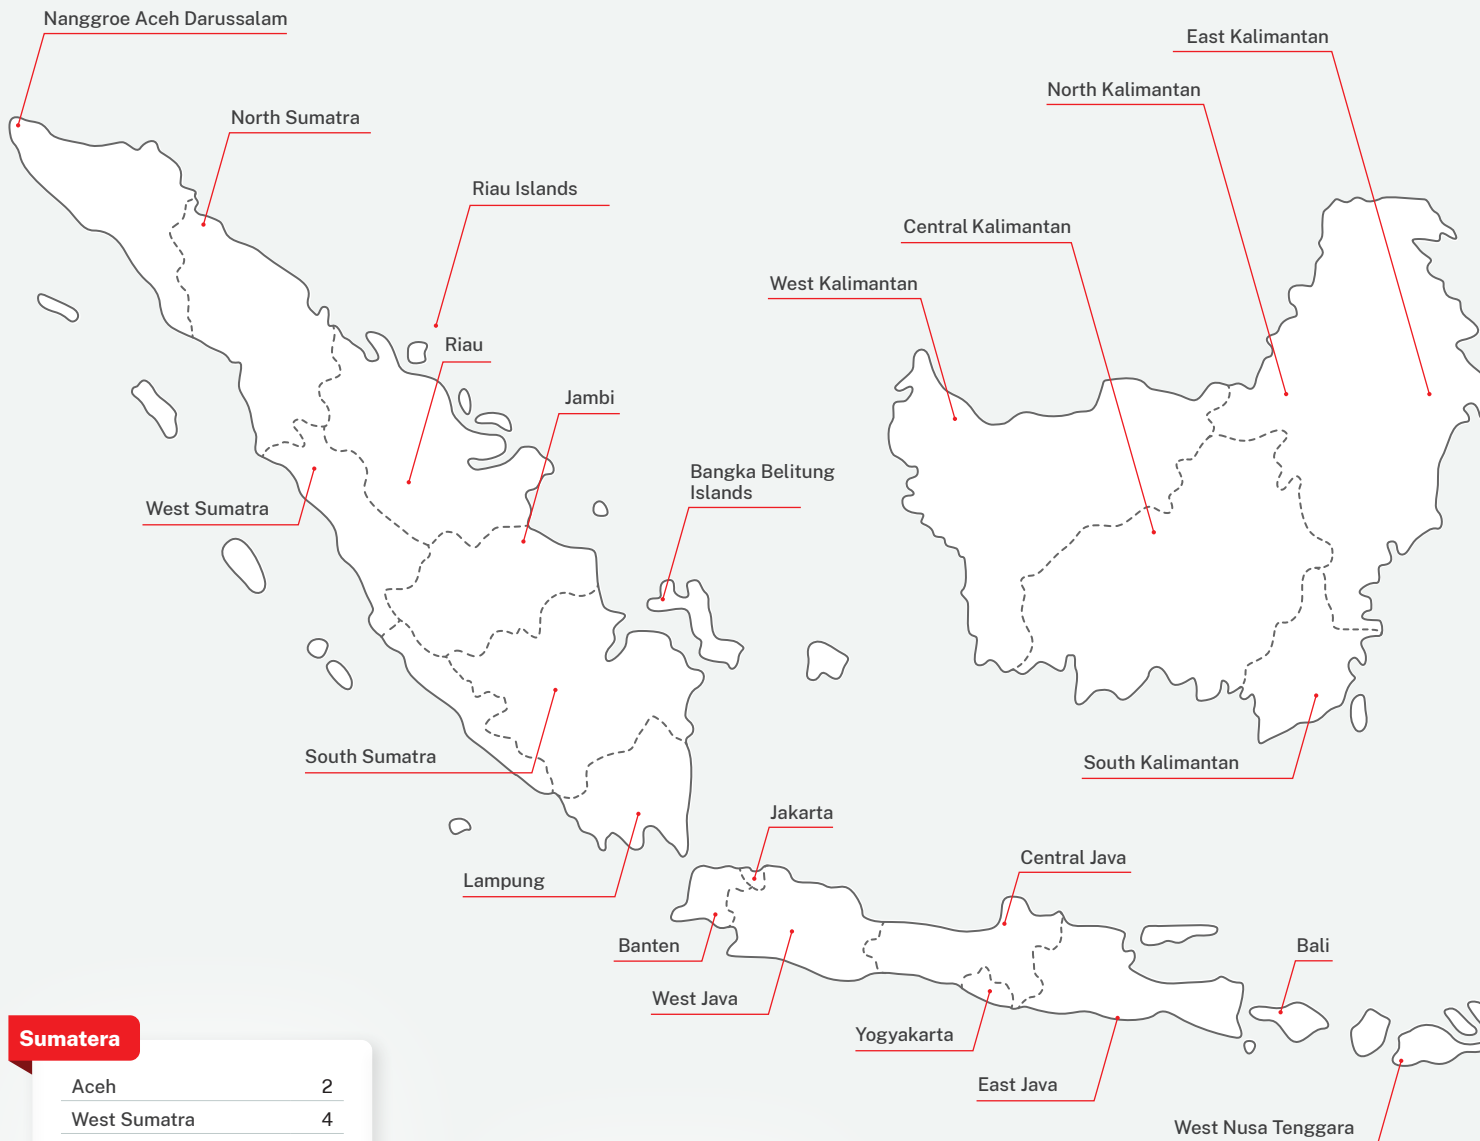 Nanggroe Aceh Darussalam
East Kalimantan
North Kalimantan
North Sumatra
Riau Islands
Central Kalimantan
West Kalimantan
Riau
Jambi
Bangka Belitung
Islands
West Sumatra
South Sumatra
South Kalimantan
Jakarta
Central Java
Lampung
Banten
Bali
West Java
Yogyakarta
East Java
West Nusa Tenggara
Sumatera
Aceh 2
West Sumatra 4